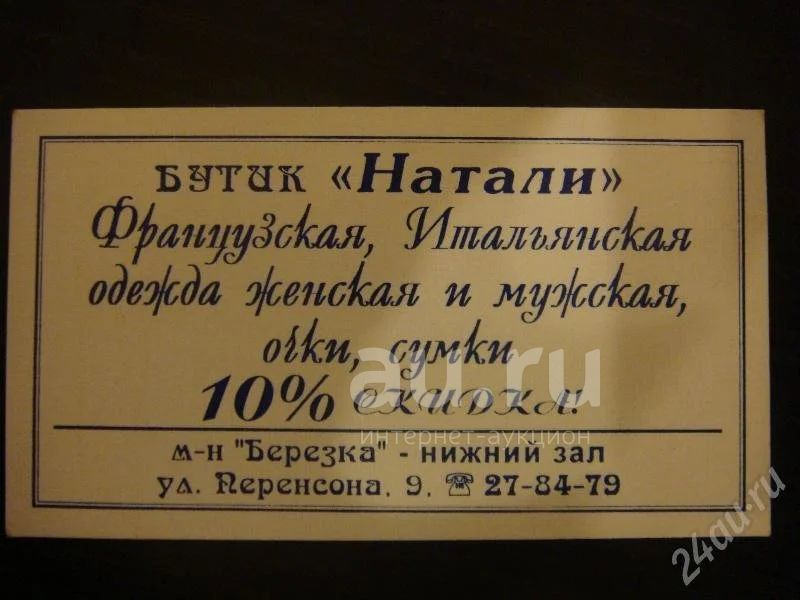 БУТИК «Натали»
Французская, Итальянская
одежда женская и мужская,
очки, сумки
10% СКИДКА!
м-н "Березка" - нижний зал
ул. Перенсона, 9, ☎ 27-84-79
au.ru
интернет-аукцион
24au.ru